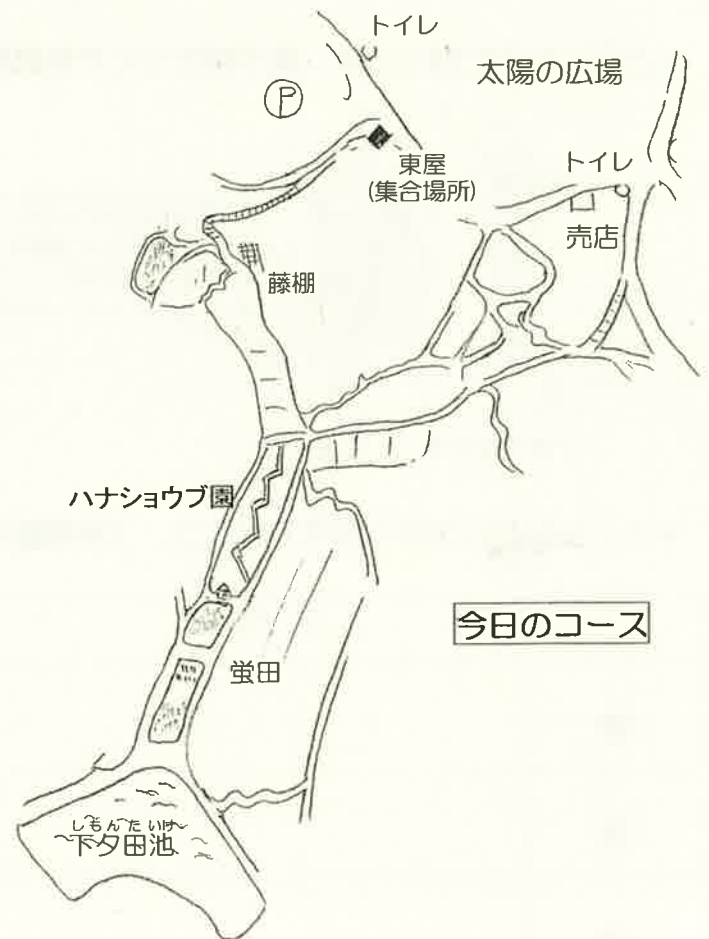 トイレ
太陽の広場
P
東屋
(集合場所)
トイレ
売店
藤棚
ハナショウブ園
今日のコース
蛍田
しもんたいけ
下夕田池